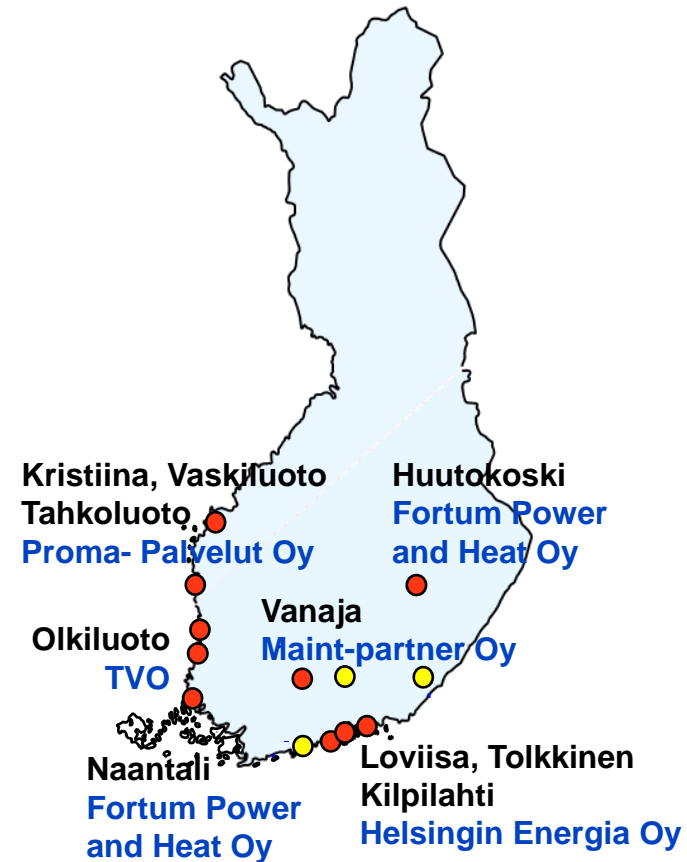 Kristiina, Vaskiluoto
Tahkoluoto
Proma- Palvelut Oy
Huutokoski
Fortum Power
and Heat Oy
Vanaja
Maint-partner Oy
Olkiluoto
TVO
Naantali
Fortum Power
and Heat Oy
Loviisa, Tolkkinen
Kilpilahti
Helsingin Energia Oy